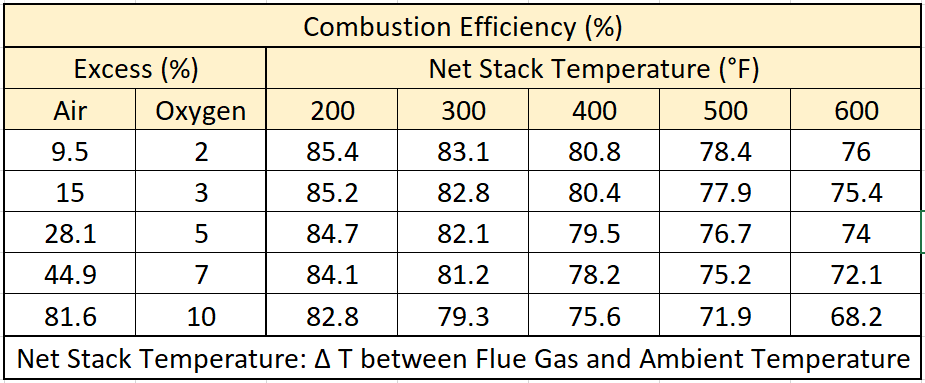 Combustion Efficiency (%)
Excess (%) Net Stack Temperature (°F)
Air Oxygen 200 300 400 500 600
9.5 2 85.4 83.1 80.8 78.4 76
15 3 85.2 82.8 80.4 77.9 75.4
28.1 5 84.7 82.1 79.5 76.7 74
44.9 7 84.1 81.2 78.2 75.2 72.1
81.6 10 82.8 79.3 75.6 71.9 68.2
Net Stack Temperature: Δ T between Flue Gas and Ambient Temperature